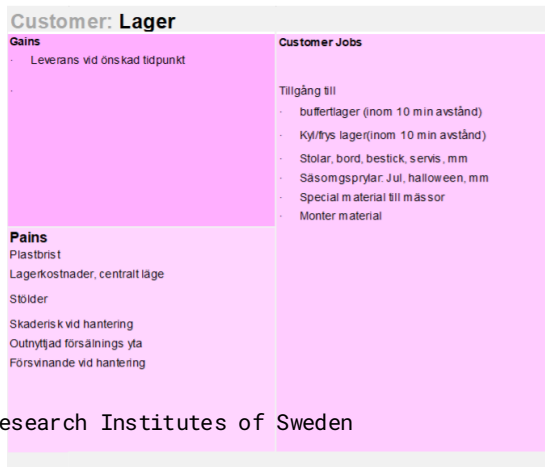 Customer: Lager
Gains
· Leverans vid önskad tidpunkt
·
Pains
Plastbrist
Lagerkostnader, centralt läge
Stölder
Skaderisk vid hantering
Outnyttjad försälnings yta
Försvinande vid hantering
Customer Jobs
Tillgång till
· buffertlager (inom 10 min avstånd)
· Kyl/frys lager(inom 10 min avstånd)
· Stolar, bord, bestick, servis, mm
· Säsomgsprylar: Jul, halloween, mm
· Special material till mässor
· Monter material
esearch Institutes of Sweden